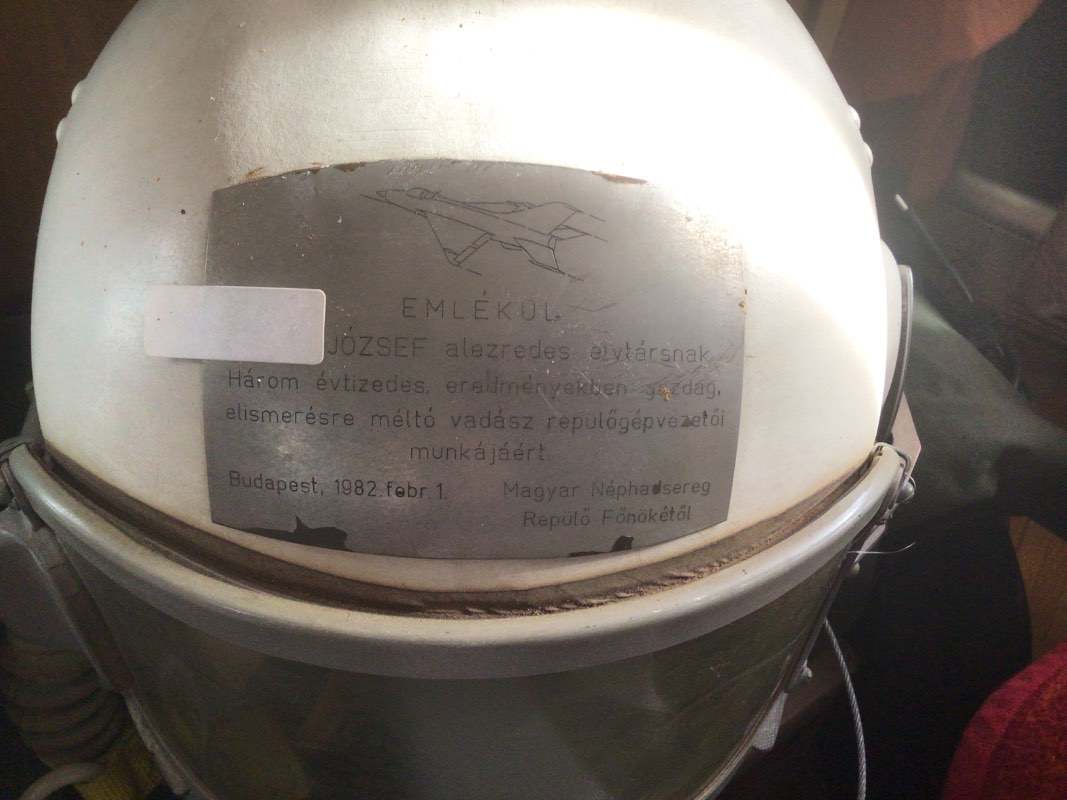 EMLÉKÜL
JÓZSEF alezredes elvtársnak
Három évtizedes, eredményekben gazdag,
elismerésre méltó vadász repülőgépvezetői
munkájáért
Budapest, 1982. febr 1. Magyar Néphadsereg
Repülő Főnökétől